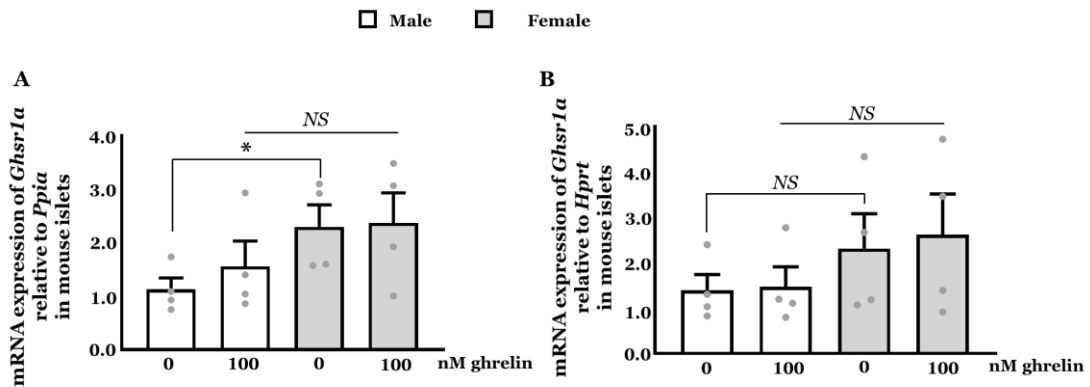 Male Female
A
mRNA expression of Ghsr1a
relative to Ppia
in mouse islets
4.0
3.0
2.0
1.0
0.0
*
NS
0 100 0 100 nM ghrelin
B
mRNA expression of Ghsr1a
relative to Hprt
in mouse islets
5.0
4.0
3.0
2.0
1.0
0.0
NS
NS
0 100 0 100 nM ghrelin